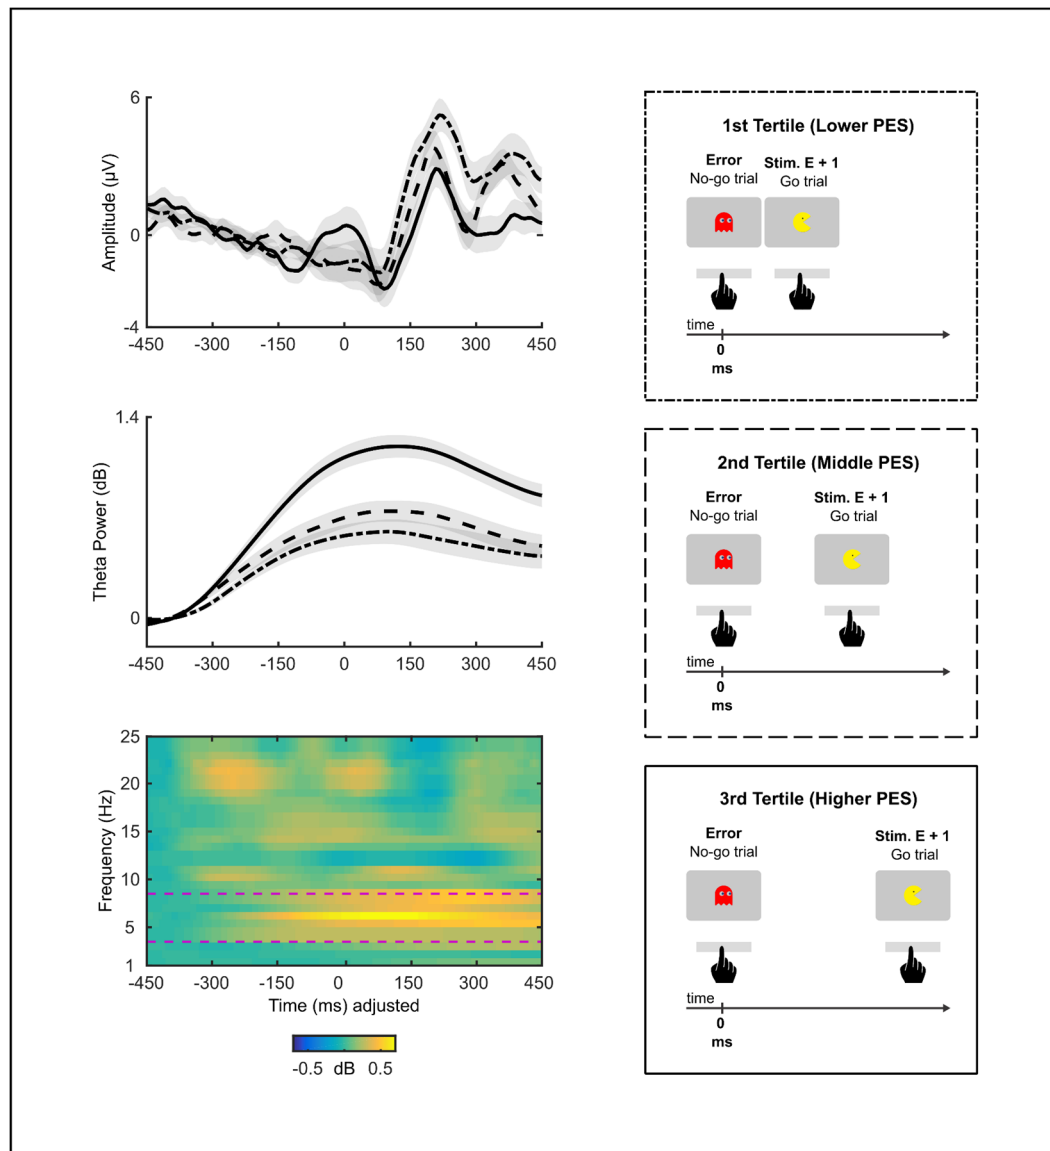 6
0
-4
Amplitude (µV)
-450 -300 -150 0 150 300 450
1.4
0
Theta Power (dB)
-450 -300 -150 0 150 300 450
25
20
15
10
5
1
Frequency (Hz)
-450 -300 -150 0 150 300 450
Time (ms) adjusted
-0.5 dB 0.5
1st Tertile (Lower PES)
Error Stim. E + 1
No-go trial Go trial
time
0
ms
2nd Tertile (Middle PES)
Error Stim. E + 1
No-go trial Go trial
time
0
ms
3rd Tertile (Higher PES)
Error Stim. E + 1
No-go trial Go trial
time
0
ms